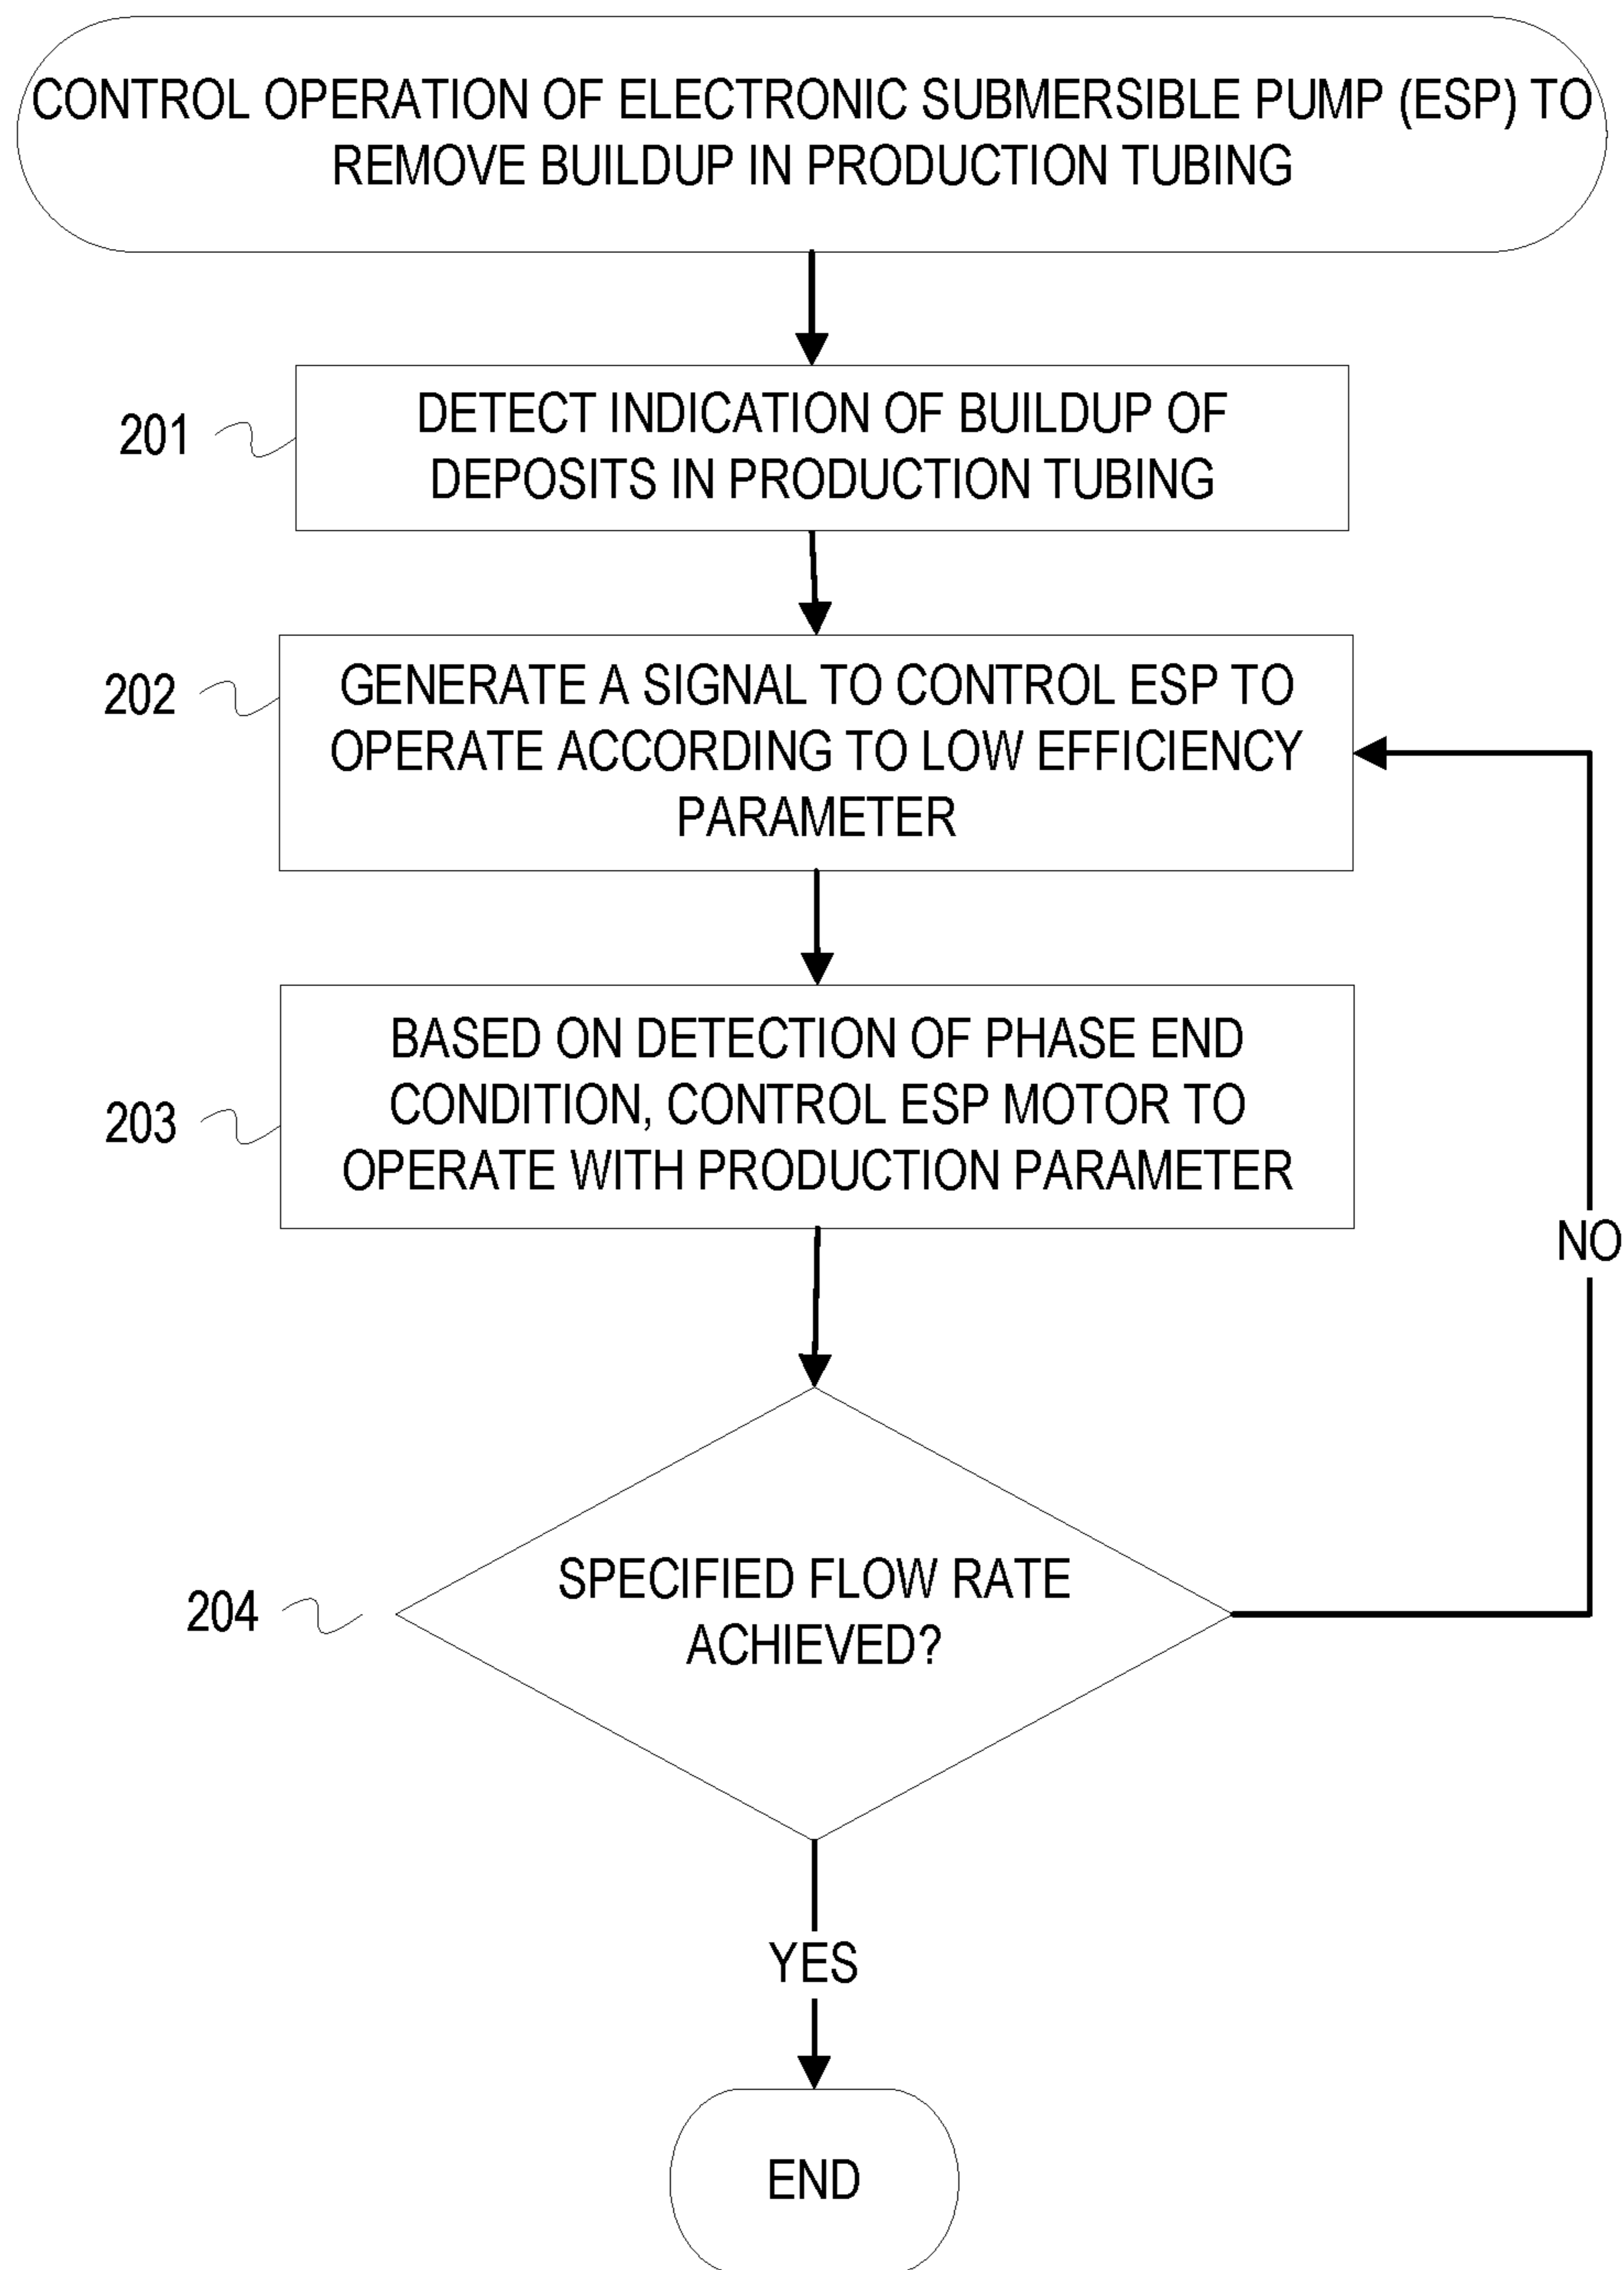 CONTROL OPERATION OF ELECTRONIC SUBMERSIBLE PUMP (ESP) TO
REMOVE BUILDUP IN PRODUCTION TUBING
201
DETECT INDICATION OF BUILDUP OF
DEPOSITS IN PRODUCTION TUBING
202
GENERATE A SIGNAL TO CONTROL ESP TO
OPERATE ACCORDING TO LOW EFFICIENCY
PARAMETER
203
BASED ON DETECTION OF PHASE END
CONDITION, CONTROL ESP MOTOR TO
OPERATE WITH PRODUCTION PARAMETER
NO
204
SPECIFIED FLOW RATE
ACHIEVED?
YES
END